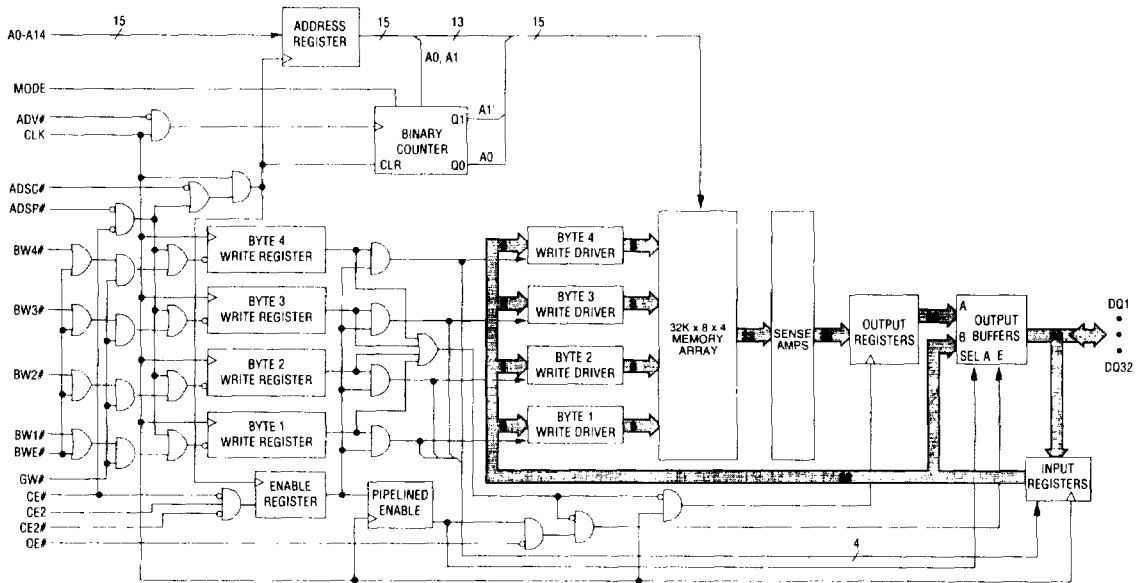 A0-A14
15
ADDRESS
REGISTER
15
13
15
A0, A1
MODE
ADV#
CLK
BINARY
COUNTER
CLR
Q1
Q0
A1'
A0
ADSC#
ADSP#
BW4#
BW3#
BW2#
BW1#
BWE#
GW#
CE#
CE2
CE2#
OE#
BYTE 4
WRITE REGISTER
BYTE 3
WRITE REGISTER
BYTE 2
WRITE REGISTER
BYTE 1
WRITE REGISTER
ENABLE
REGISTER
PIPELINED
ENABLE
BYTE 4
WRITE DRIVER
BYTE 3
WRITE DRIVER
BYTE 2
WRITE DRIVER
BYTE 1
WRITE DRIVER
32K x 8 x 4
MEMORY
ARRAY
SENSE
AMPS
OUTPUT
REGISTERS
A
OUTPUT
B BUFFERS
SEL A E
DQ1
DQ32
INPUT
REGISTERS
4